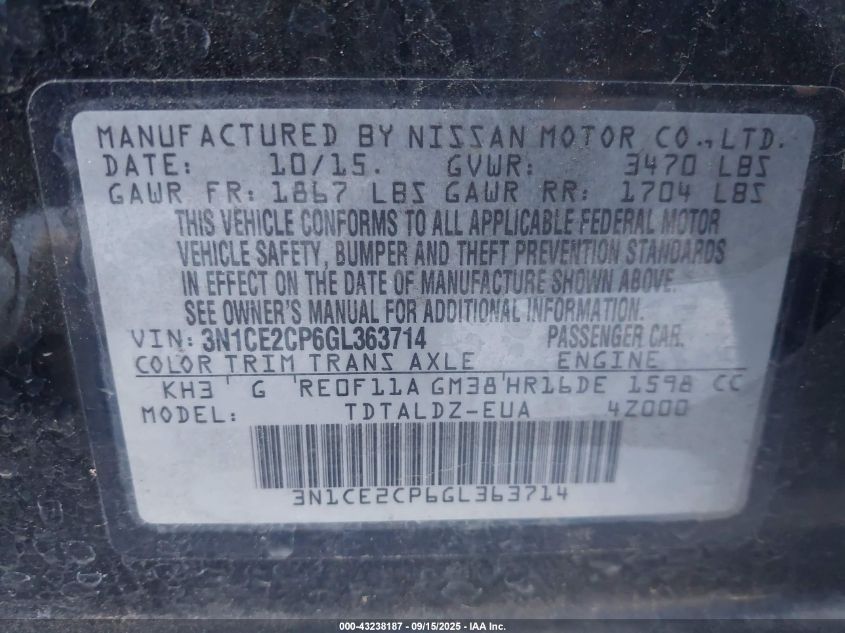 MANUFACTURED BY NISSAN MOTOR CO., LTD.
DATE: 10/15. GVWR: 3470 LBS
GAWR FR: 1867 LBS GAWR RR: 1704 LBS
THIS VEHICLE CONFORMS TO ALL APPLICABLE FEDERAL MOTOR
VEHICLE SAFETY, BUMPER AND THEFT PREVENTION STANDARDS
IN EFFECT ON THE DATE OF MANUFACTURE SHOWN ABOVE.
SEE OWNER'S MANUAL FOR ADDITIONAL INFORMATION.
VIN: 3N1CE2CP6GL363714 PASSENGER CAR.
COLOR TRIM TRANS AXLE ENGINE
KH3 ' G 'RE0F11A GM38'HR16DE 1598 CC
MODEL: TDTALDZ-EUA 4Z000
3N1CE2CP6GL363714
000-43238187 - 09/15/2025 - IAA Inc.